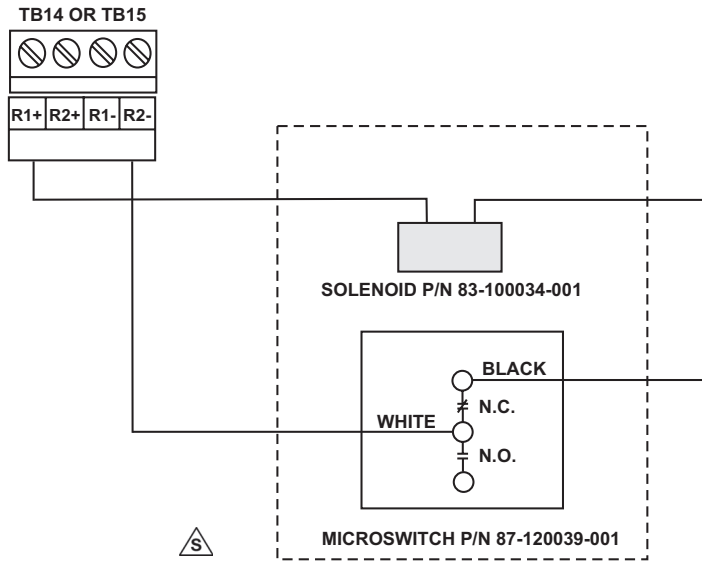 TB14 OR TB15
R1+ R2+ R1- R2-
SOLENOID P/N 83-100034-001
BLACK
N.C.
WHITE
N.O.
MICROSWITCH P/N 87-120039-001
S